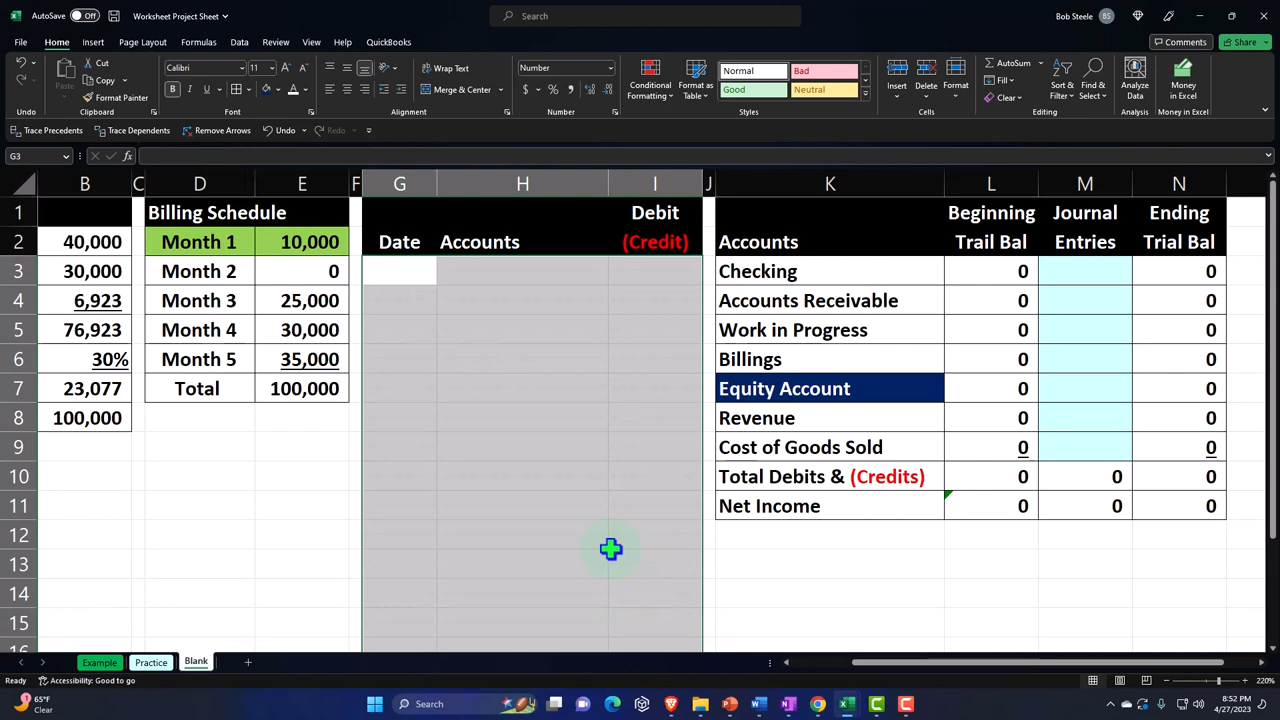 AutoSave Off Worksheet Project Sheet Search Bob Steele BS
File Home Insert Page Layout Formulas Data Review View Help QuickBooks Comments Share
Cut
Copy
Format Painter
Paste
Undo Clipboard
Calibri 11
B I U
Font
Wrap Text
Merge & Center
Alignment
Number
$ % 
Number
Conditional Formatting
Format as Table
Normal Bad
Good Neutral
Styles
Insert Delete Format
Cells
AutoSum
Fill
Clear
Sort & Filter
Find & Select
Editing
Analyze Data
Analysis
Money in Excel
Money in Excel
Trace Precedents Trace Dependents Remove Arrows Undo Redo
G3 fx
B C D E F G H I J K L M N
1 Billing Schedule Debit Beginning Journal Ending
2 40,000 Month 1 10,000 Date Accounts (Credit) Accounts Trail Bal Entries Trial Bal
3 30,000 Month 2 0 Checking 0 0
4 6,923 Month 3 25,000 Accounts Receivable 0 0
5 76,923 Month 4 30,000 Work in Progress 0 0
6 30% Month 5 35,000 Billings 0 0
7 23,077 Total 100,000 Equity Account 0 0
8 100,000 Revenue 0 0
9 Cost of Goods Sold 0 0
10 Total Debits & (Credits) 0 0 0
11 Net Income 0 0 0
12
13
14
15
Example Practice Blank
Ready Accessibility: Good to go 220%
65°F
Clear
Search
8:52 PM
4/27/2023